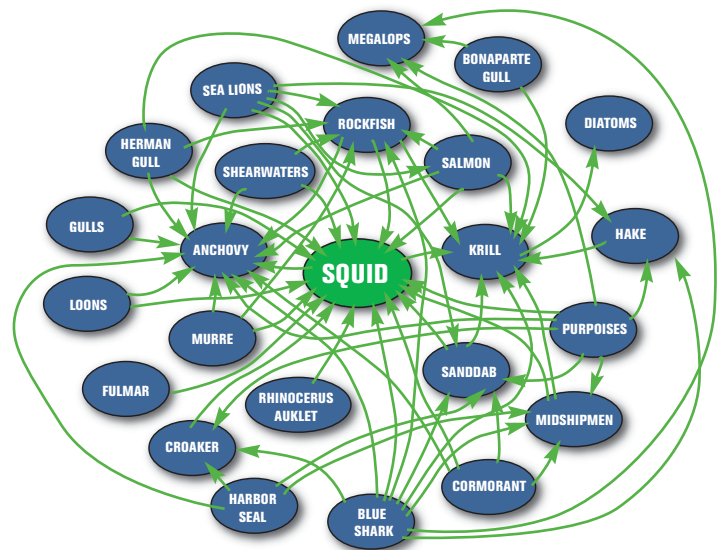 MEGALOPS
BONAPARTE
GULL
SEA LIONS
ROCKFISH
DIATOMS
HERMAN
GULL
SHEARWATERS
SALMON
GULLS
ANCHOVY
SQUID
KRILL
HAKE
LOONS
MURRE
PURPOISES
SANDDAB
FULMAR
RHINOCERUS
AUKLET
MIDSHIPMEN
CROAKER
HARBOR
SEAL
BLUE
SHARK
CORMORANT